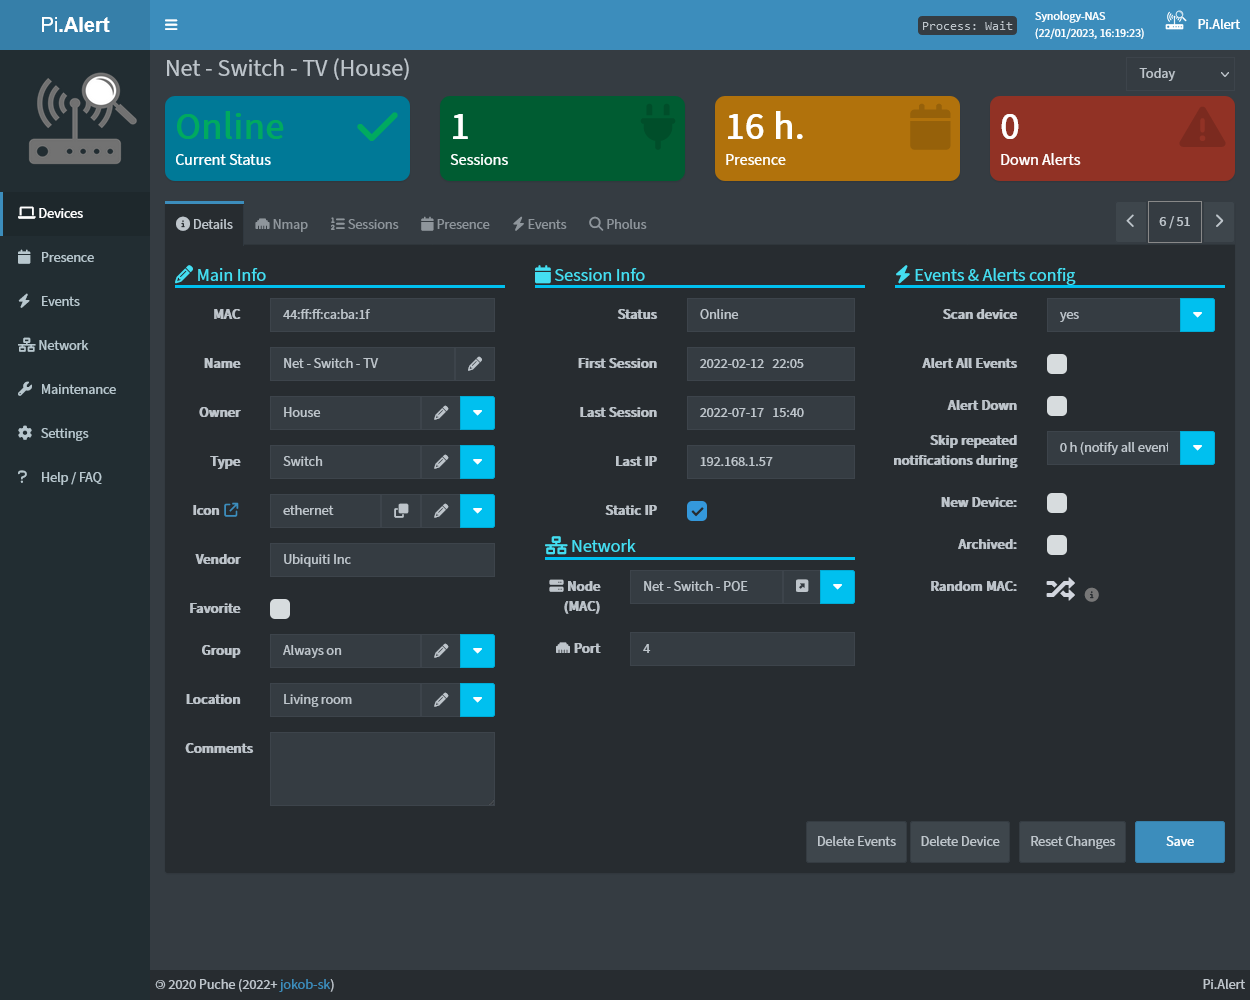 Pi.Alert
Process: Wait
Synology-NAS
(22/01/2023, 16:19:23)
Pi.Alert
Net - Switch - TV (House)
Today
Online
Current Status
1
Sessions
16 h.
Presence
0
Down Alerts
Devices
Presence
Events
Network
Maintenance
Settings
Help / FAQ
Details
Nmap
Sessions
Presence
Events
Pholus
6 / 51
Main Info
MAC
44:ff:ff:ca:ba:1f
Name
Net - Switch - TV
Owner
House
Type
Switch
Icon
ethernet
Vendor
Ubiquiti Inc
Favorite
Group
Always on
Location
Living room
Comments
Session Info
Status
Online
First Session
2022-02-12 22:05
Last Session
2022-07-17 15:40
Last IP
192.168.1.57
Static IP
Network
Node
(MAC)
Net - Switch - POE
Port
4
Events & Alerts config
Scan device
yes
Alert All Events
Alert Down
Skip repeated
notifications during
0 h (notify all event
New Device:
Archived:
Random MAC:
Delete Events
Delete Device
Reset Changes
Save
🄯 2020 Puche (2022+ jokob-sk)
Pi.Alert